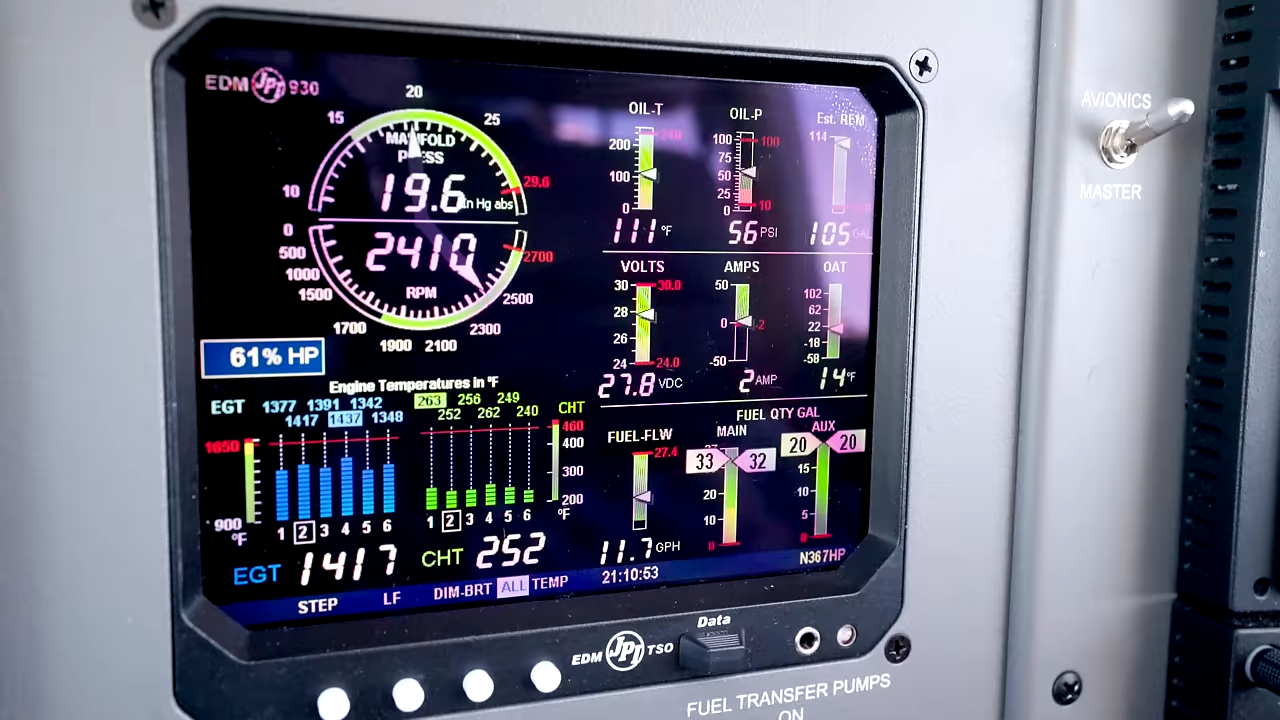 EDM JPI 930
20
15
25
MANIFOLD
PRESS
10
29.6
19.6 In Hg abs
0
2410
500
2700
1000
RPM
1500
2500
1700
2300
1900
2100
61% HP
Engine Temperatures in °F
EGT
1377 1391 1342
1417 1437 1348
1650
900
°F
1 2 3 4 5 6
EGT 1417
263 256 249
252 262 240
CHT
460
400
300
200
°F
1 2 3 4 5 6
CHT 252
OIL-T
240
200
100
0
111 °F
OIL-P
100 100
75
50
25
10
0
56 PSI
Est. REM
114
105 GAL
VOLTS
30 30.0
28
26
24 24.0
27.8 VDC
AMPS
50
0 -2
-50
2 AMP
OAT
102
62
22
-18
-58
14 °F
FUEL-FLW
27.4
11.7 GPH
FUEL QTY GAL
MAIN
33 32
20
10
0
AUX
20 20
15
10
5
0
STEP LF DIM-BRT ALL TEMP 21:10:53 N367HP
EDM JPI TSO
Data
FUEL TRANSFER PUMPS
ON
AVIONICS
MASTER